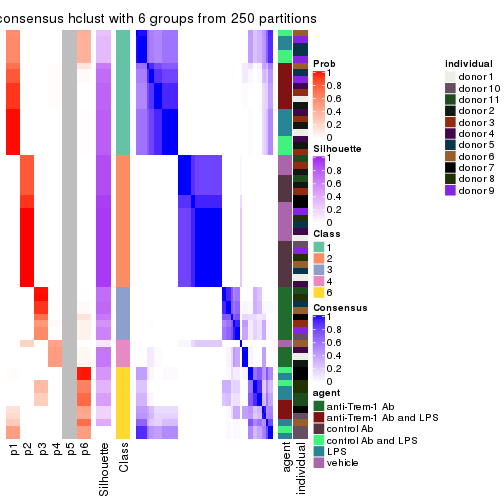 consensus hclust with 6 groups from 250 partitions
p1
p2
p3
p4
p5
p6
Silhouette
Class
agent
individual
Prob
1
0.8
0.6
0.4
0.2
0
Silhouette
1
0.8
0.6
0.4
0.2
0
Class
1
2
3
4
6
Consensus
1
0.8
0.6
0.4
0.2
0
agent
anti-Trem-1 Ab
anti-Trem-1 Ab and LPS
control Ab
control Ab and LPS
LPS
vehicle
individual
donor 1
donor 10
donor 11
donor 2
donor 3
donor 4
donor 5
donor 6
donor 7
donor 8
donor 9